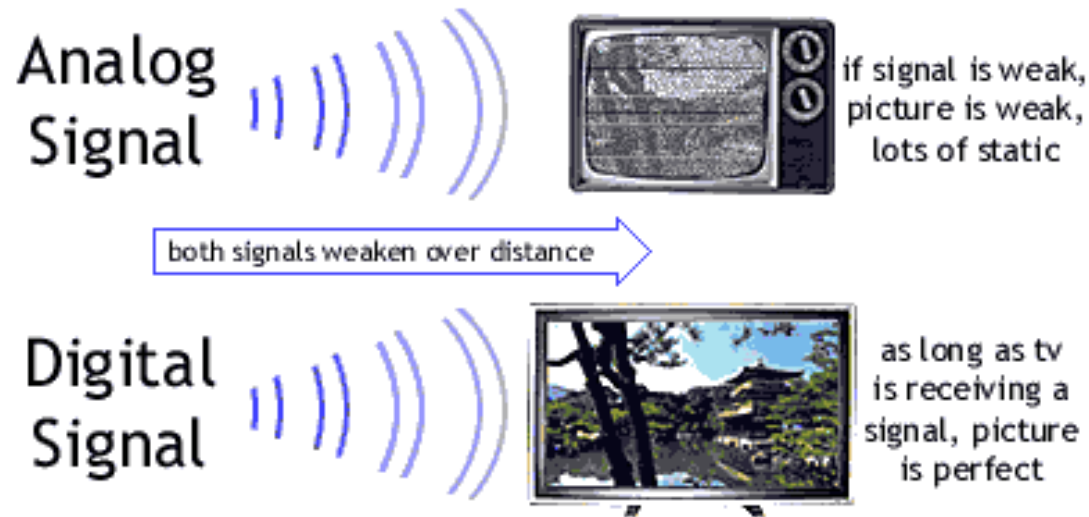 Analog
Signal
if signal is weak,
picture is weak,
lots of static
both signals weaken over distance
Digital
Signal
as long as tv
is receiving a
signal, picture
is perfect